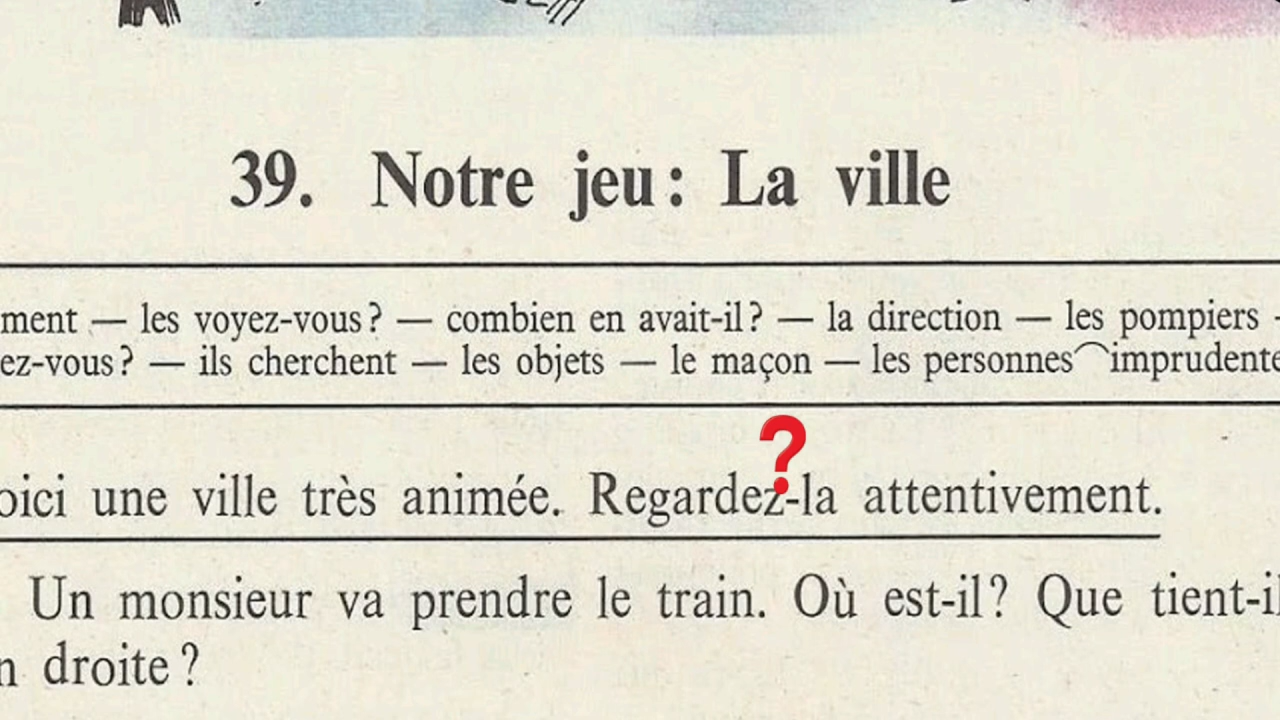 39. Notre jeu : La ville
ment — les voyez-vous ? — combien en avait-il ? — la direction — les pompiers -
ez-vous ? — ils cherchent — les objets — le maçon — les personnes‿imprudente
oici une ville très animée. Regardez-la attentivement.
?
Un monsieur va prendre le train. Où est-il ? Que tient-il
n droite ?